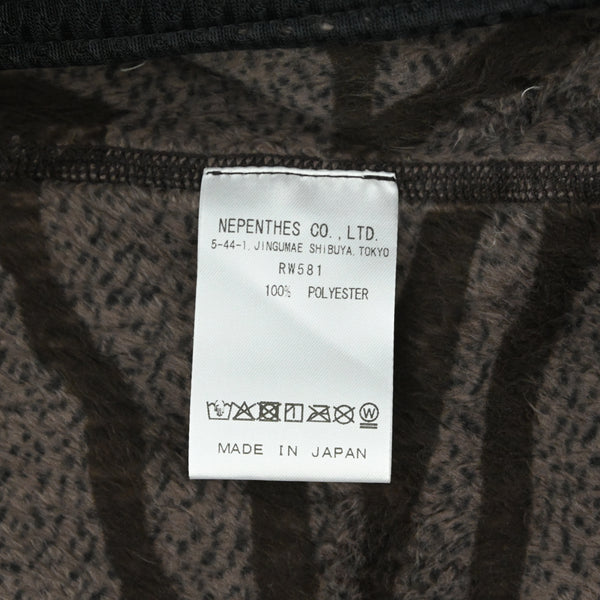 NEPENTHES CO.,LTD.
5-44-1, JINGUMAE SHIBUYA, TOKYO
RW581
100% POLYESTER
MADE IN JAPAN